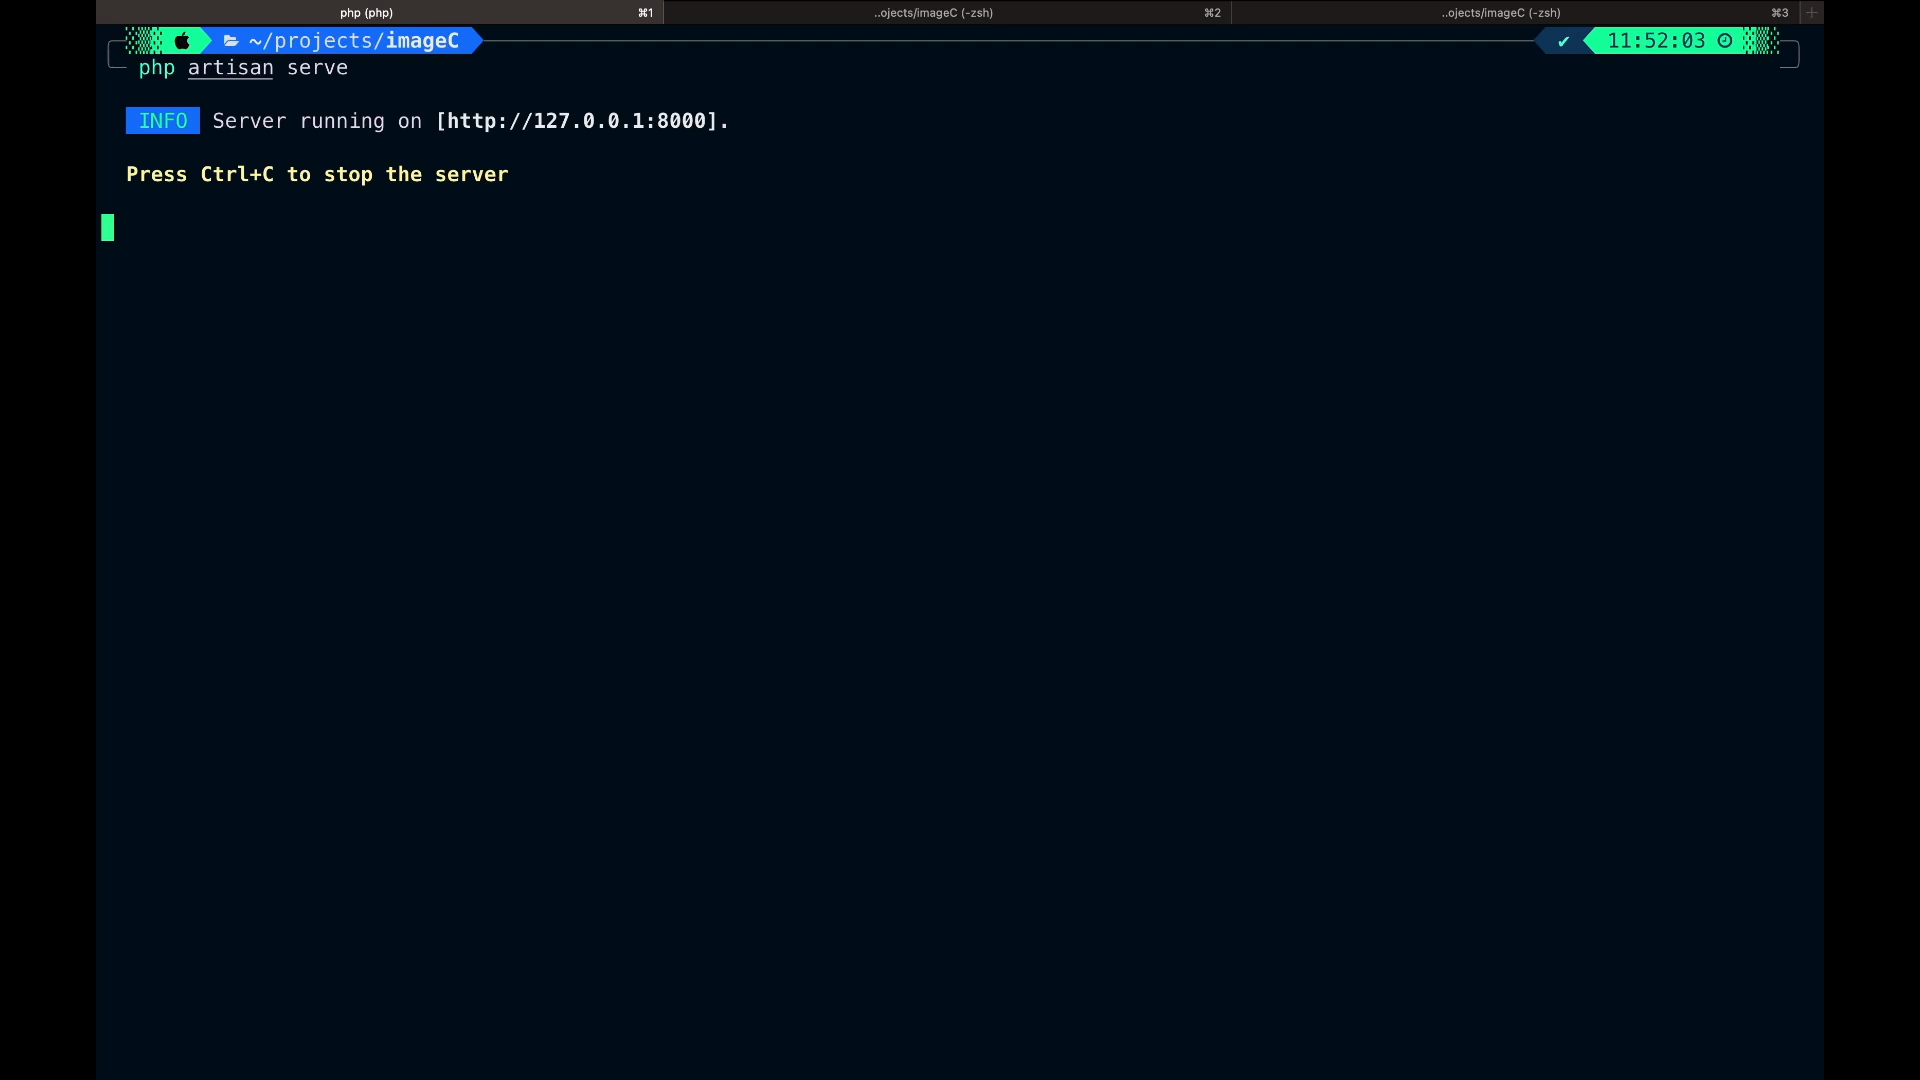 php (php) ⌘1 ..ojects/imageC (-zsh) ⌘2 ..ojects/imageC (-zsh) ⌘3 +
~/projects/imageC ✔ 11:52:03
php artisan serve
INFO Server running on [http://127.0.0.1:8000].
Press Ctrl+C to stop the server